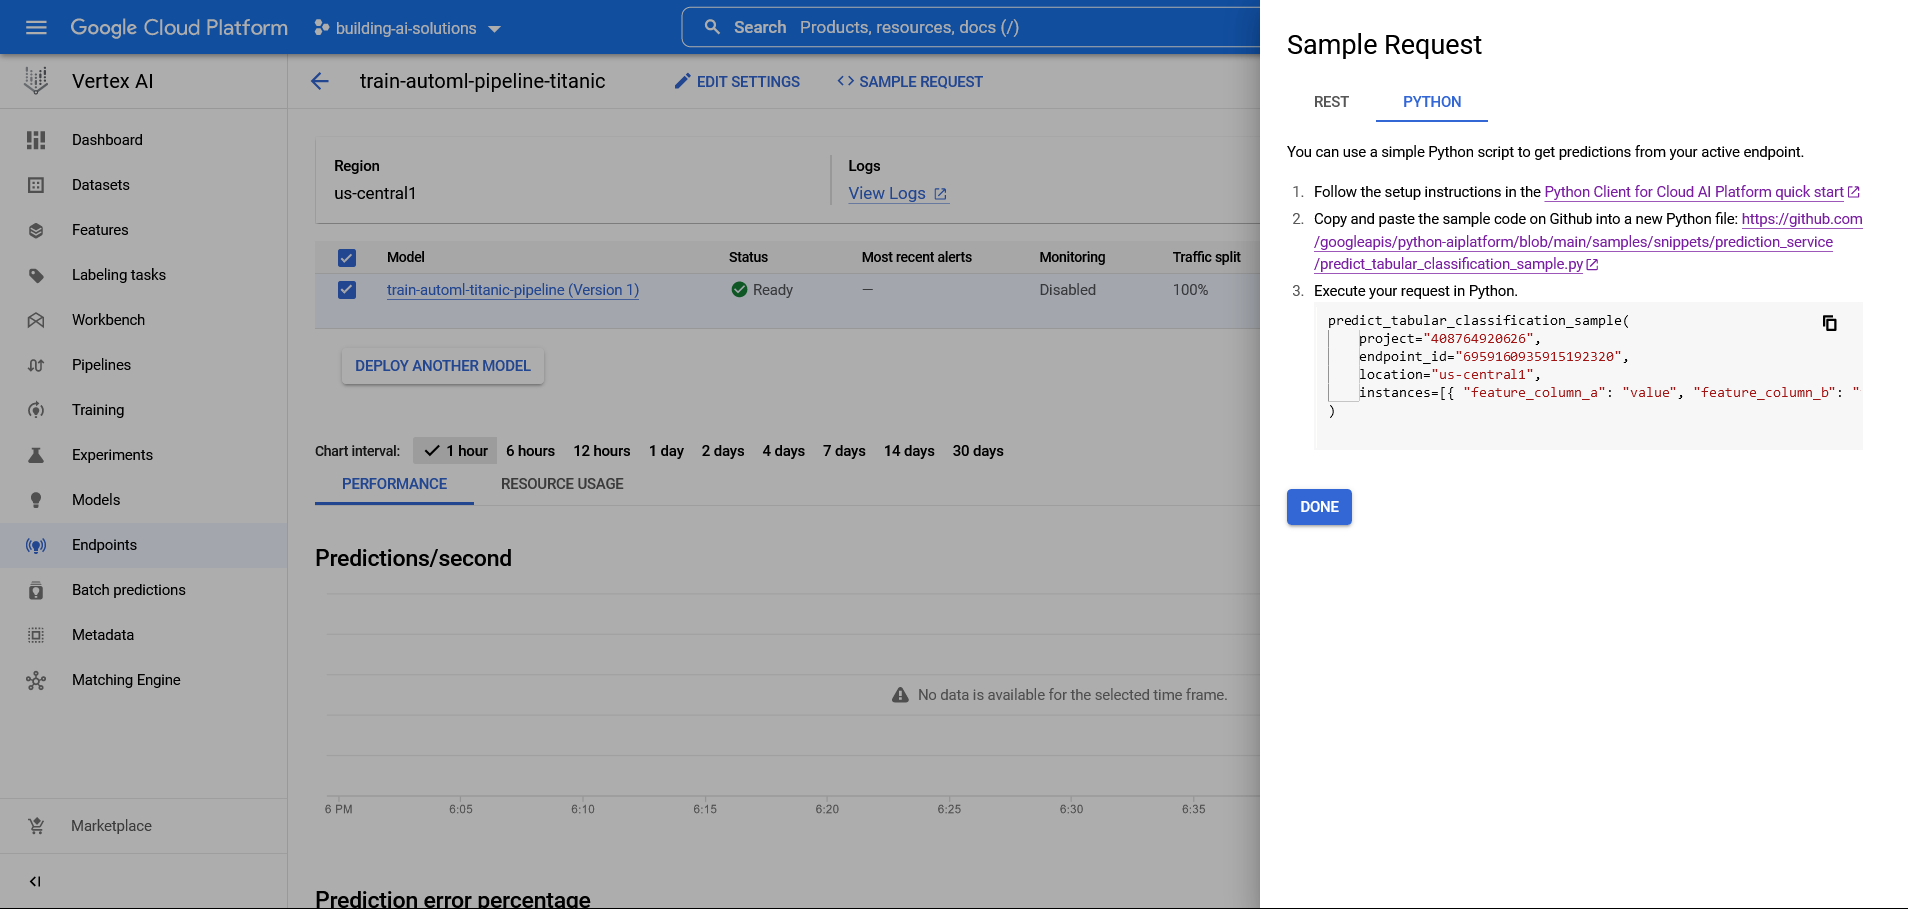 Google Cloud Platform
building-ai-solutions
Search Products, resources, docs (/)
Vertex AI
Dashboard
Datasets
Features
Labeling tasks
Workbench
Pipelines
Training
Experiments
Models
Endpoints
Batch predictions
Metadata
Matching Engine
Marketplace
train-automl-pipeline-titanic
EDIT SETTINGS
SAMPLE REQUEST
Region
us-central1
Logs
View Logs
Model Status Most recent alerts Monitoring Traffic split
train-automl-titanic-pipeline (Version 1) Ready — Disabled 100%
DEPLOY ANOTHER MODEL
Chart interval: 1 hour 6 hours 12 hours 1 day 2 days 4 days 7 days 14 days 30 days
PERFORMANCE RESOURCE USAGE
Predictions/second
No data is available for the selected time frame.
6 PM 6:05 6:10 6:15 6:20 6:25 6:30 6:35
Prediction error percentage
Sample Request
REST PYTHON
You can use a simple Python script to get predictions from your active endpoint.
1. Follow the setup instructions in the Python Client for Cloud AI Platform quick start
2. Copy and paste the sample code on Github into a new Python file: https://github.com
/googleapis/python-aiplatform/blob/main/samples/snippets/prediction_service
/predict_tabular_classification_sample.py
3. Execute your request in Python.
predict_tabular_classification_sample(
project="408764920626",
endpoint_id="6959160935915192320",
location="us-central1",
instances=[{ "feature_column_a": "value", "feature_column_b": "
)
DONE